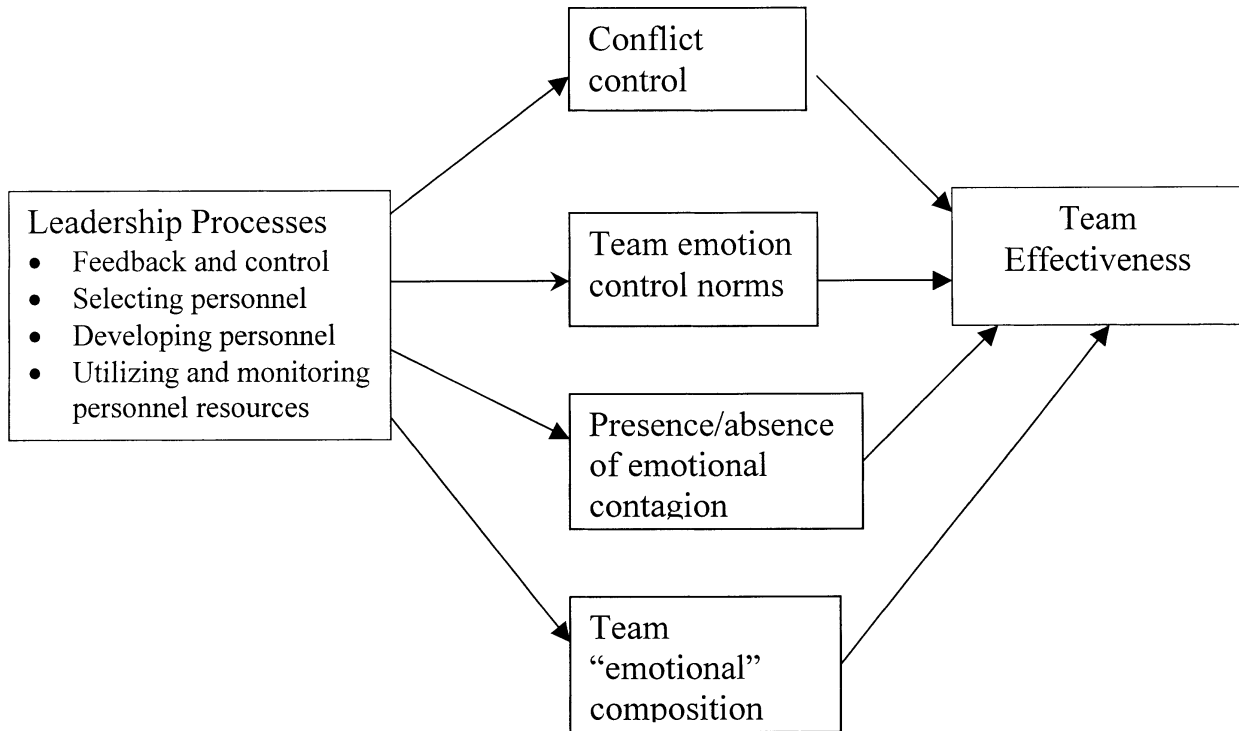 Conflict
control
Leadership Processes
• Feedback and control
• Selecting personnel
• Developing personnel
• Utilizing and monitoring
personnel resources
Team emotion
control norms
Presence/absence
of emotional
contagion
Team
“emotional”
composition
Team
Effectiveness